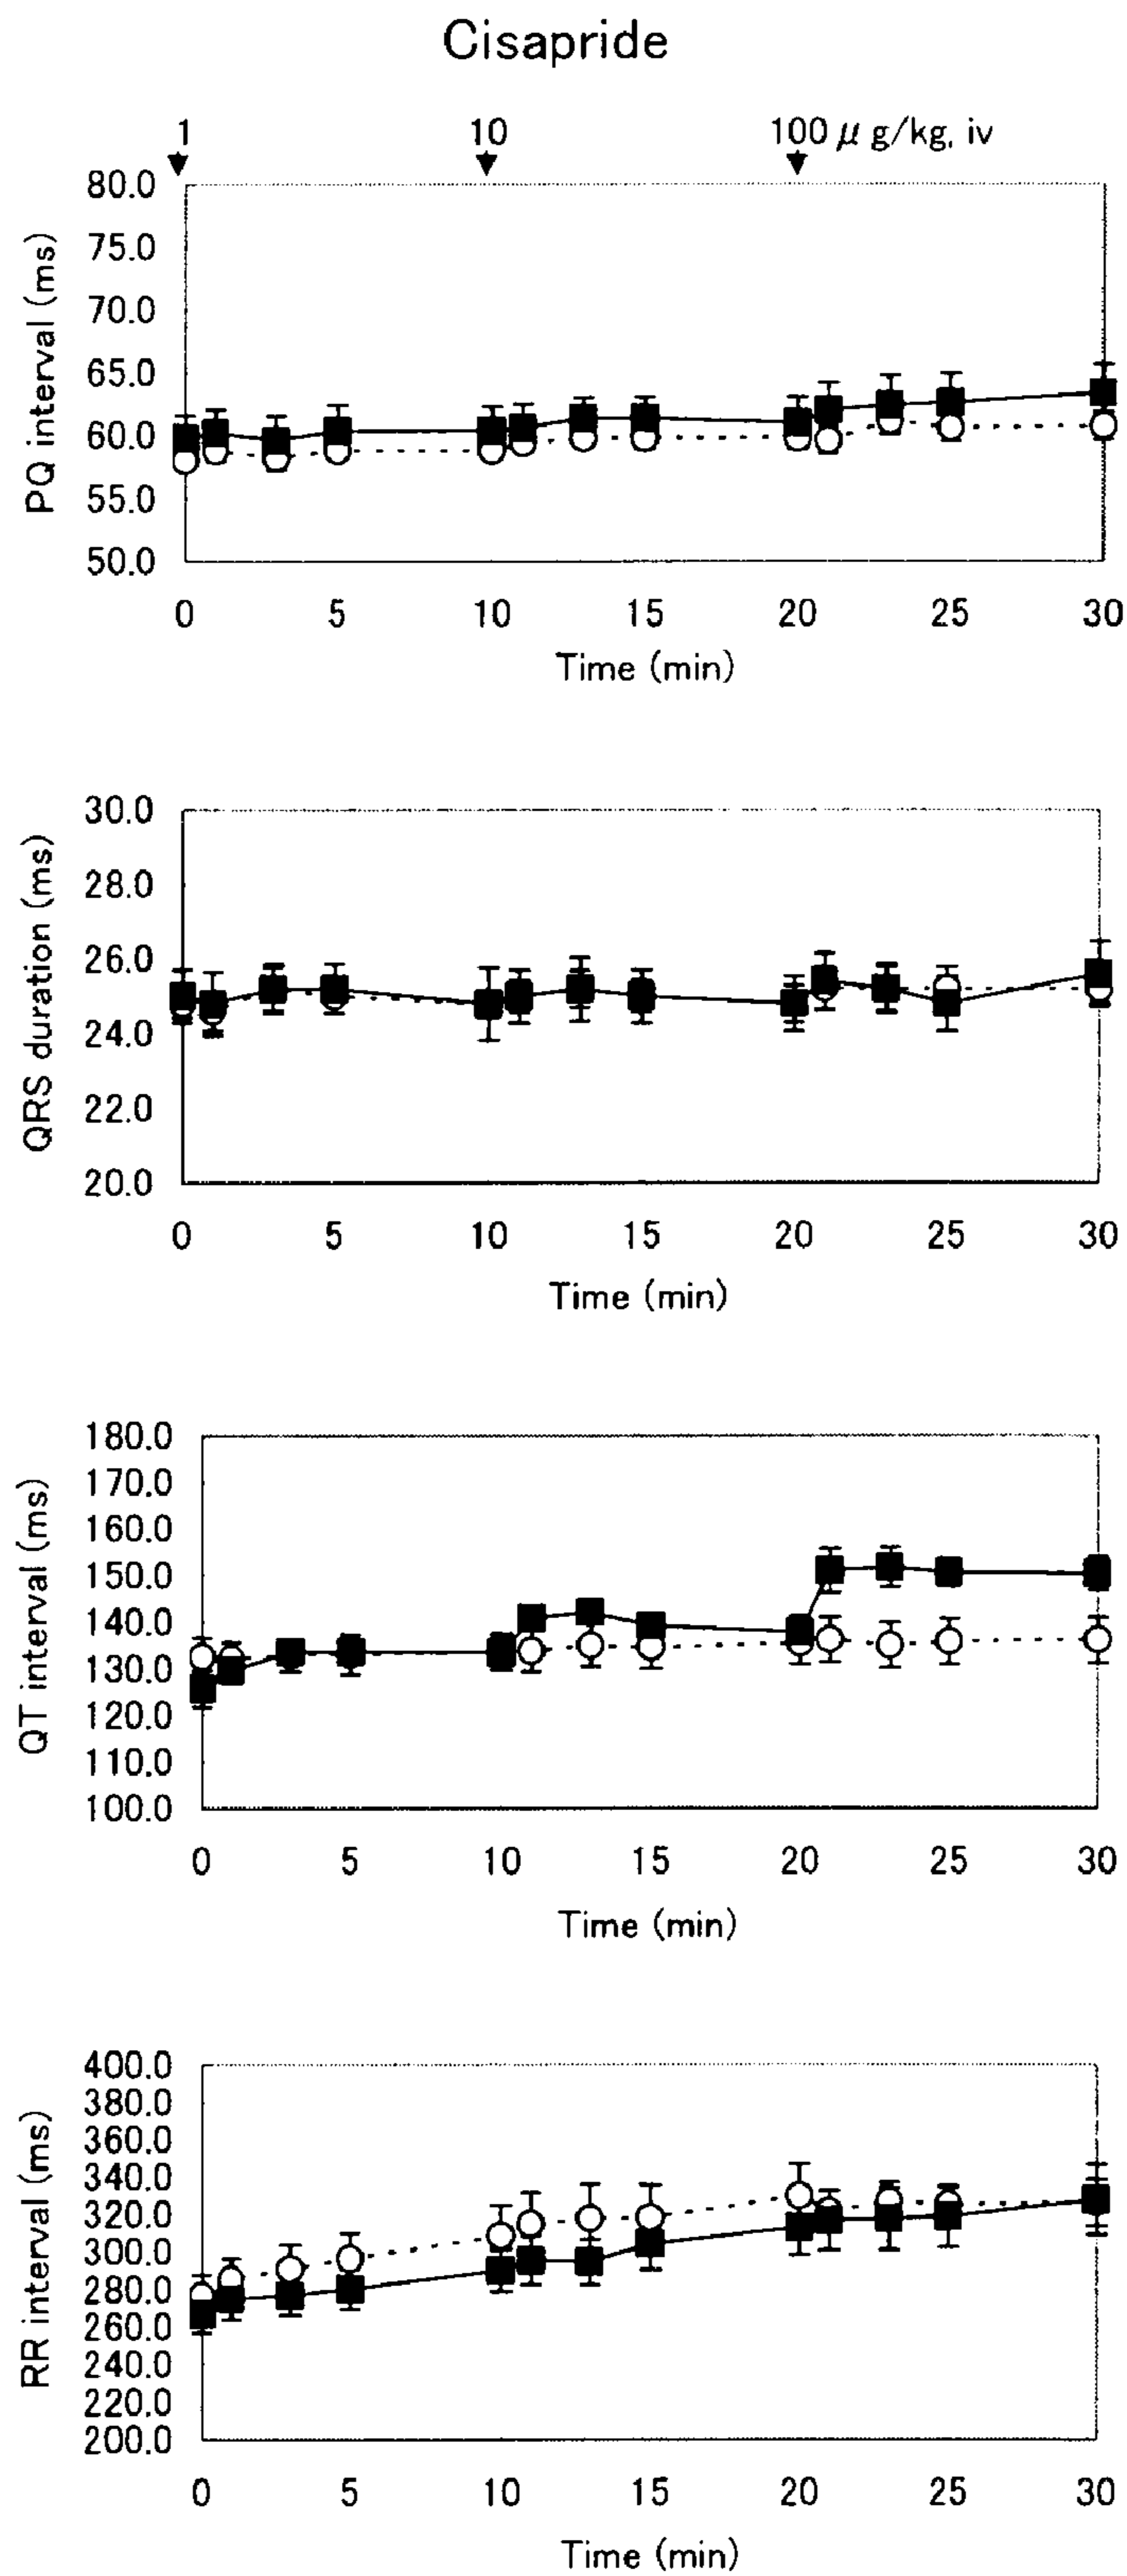 Cisapride
1 10 100 μ g/kg, iv
PQ interval (ms)
80.0
75.0
70.0
65.0
60.0
55.0
50.0
0 5 10 15 20 25 30
Time (min)
QRS duration (ms)
30.0
28.0
26.0
24.0
22.0
20.0
0 5 10 15 20 25 30
Time (min)
QT interval (ms)
180.0
170.0
160.0
150.0
140.0
130.0
120.0
110.0
100.0
0 5 10 15 20 25 30
Time (min)
RR interval (ms)
400.0
380.0
360.0
340.0
320.0
300.0
280.0
260.0
240.0
220.0
200.0
0 5 10 15 20 25 30
Time (min)